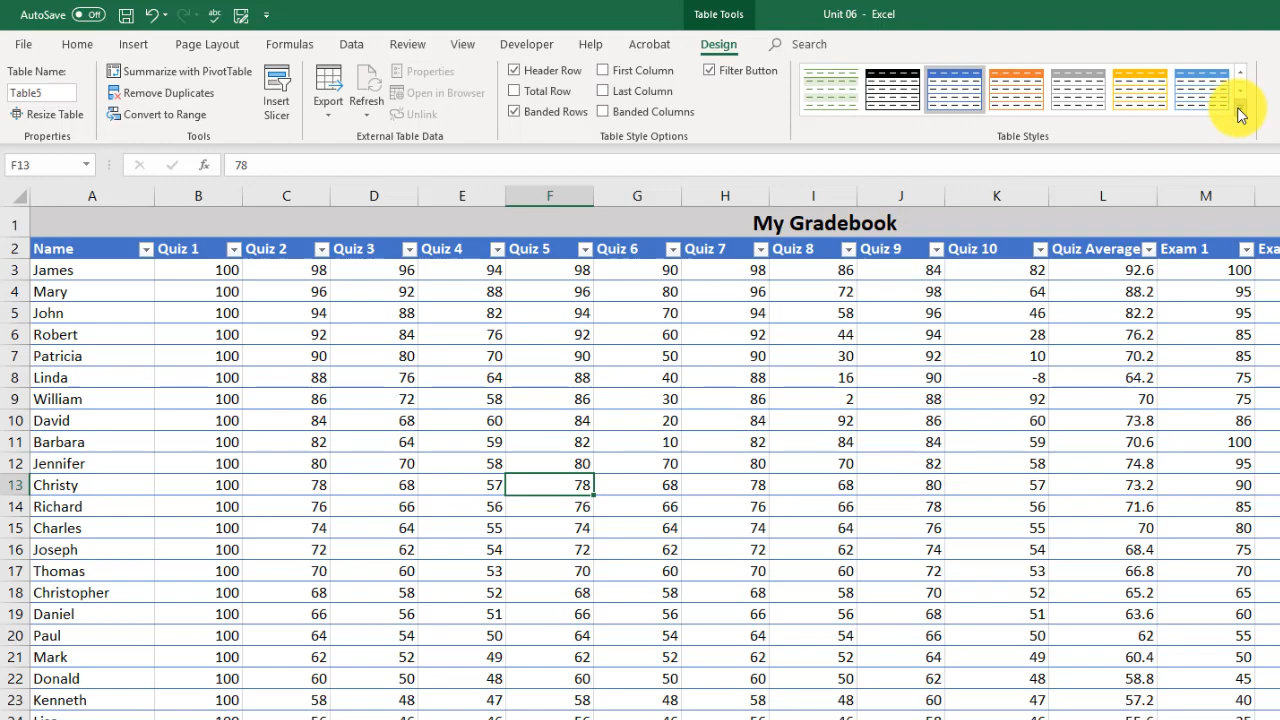 AutoSave Off abc Table Tools Unit 06 - Excel
File Home Insert Page Layout Formulas Data Review View Developer Help Acrobat Design Search
Table Name:
Table5
Resize Table
Properties
Summarize with PivotTable
Remove Duplicates
Convert to Range
Insert
Slicer
Tools
Export
Refresh
Properties
Open in Browser
Unlink
External Table Data
Header Row First Column Filter Button
Total Row Last Column
Banded Rows Banded Columns
Table Style Options
Table Styles
F13 fx 78
A B C D E F G H I J K L M
1 My Gradebook
2 Name Quiz 1 Quiz 2 Quiz 3 Quiz 4 Quiz 5 Quiz 6 Quiz 7 Quiz 8 Quiz 9 Quiz 10 Quiz Average Exam 1
3 James 100 98 96 94 98 90 98 86 84 82 92.6 100
4 Mary 100 96 92 88 96 80 96 72 98 64 88.2 95
5 John 100 94 88 82 94 70 94 58 96 46 82.2 95
6 Robert 100 92 84 76 92 60 92 44 94 28 76.2 85
7 Patricia 100 90 80 70 90 50 90 30 92 10 70.2 85
8 Linda 100 88 76 64 88 40 88 16 90 -8 64.2 75
9 William 100 86 72 58 86 30 86 2 88 92 70 75
10 David 100 84 68 60 84 20 84 92 86 60 73.8 86
11 Barbara 100 82 64 59 82 10 82 84 84 59 70.6 100
12 Jennifer 100 80 70 58 80 70 80 70 82 58 74.8 95
13 Christy 100 78 68 57 78 68 78 68 80 57 73.2 90
14 Richard 100 76 66 56 76 66 76 66 78 56 71.6 85
15 Charles 100 74 64 55 74 64 74 64 76 55 70 80
16 Joseph 100 72 62 54 72 62 72 62 74 54 68.4 75
17 Thomas 100 70 60 53 70 60 70 60 72 53 66.8 70
18 Christopher 100 68 58 52 68 58 68 58 70 52 65.2 65
19 Daniel 100 66 56 51 66 56 66 56 68 51 63.6 60
20 Paul 100 64 54 50 64 54 64 54 66 50 62 55
21 Mark 100 62 52 49 62 52 62 52 64 49 60.4 50
22 Donald 100 60 50 48 60 50 60 50 62 48 58.8 45
23 Kenneth 100 58 48 47 58 48 58 48 60 47 57.2 40